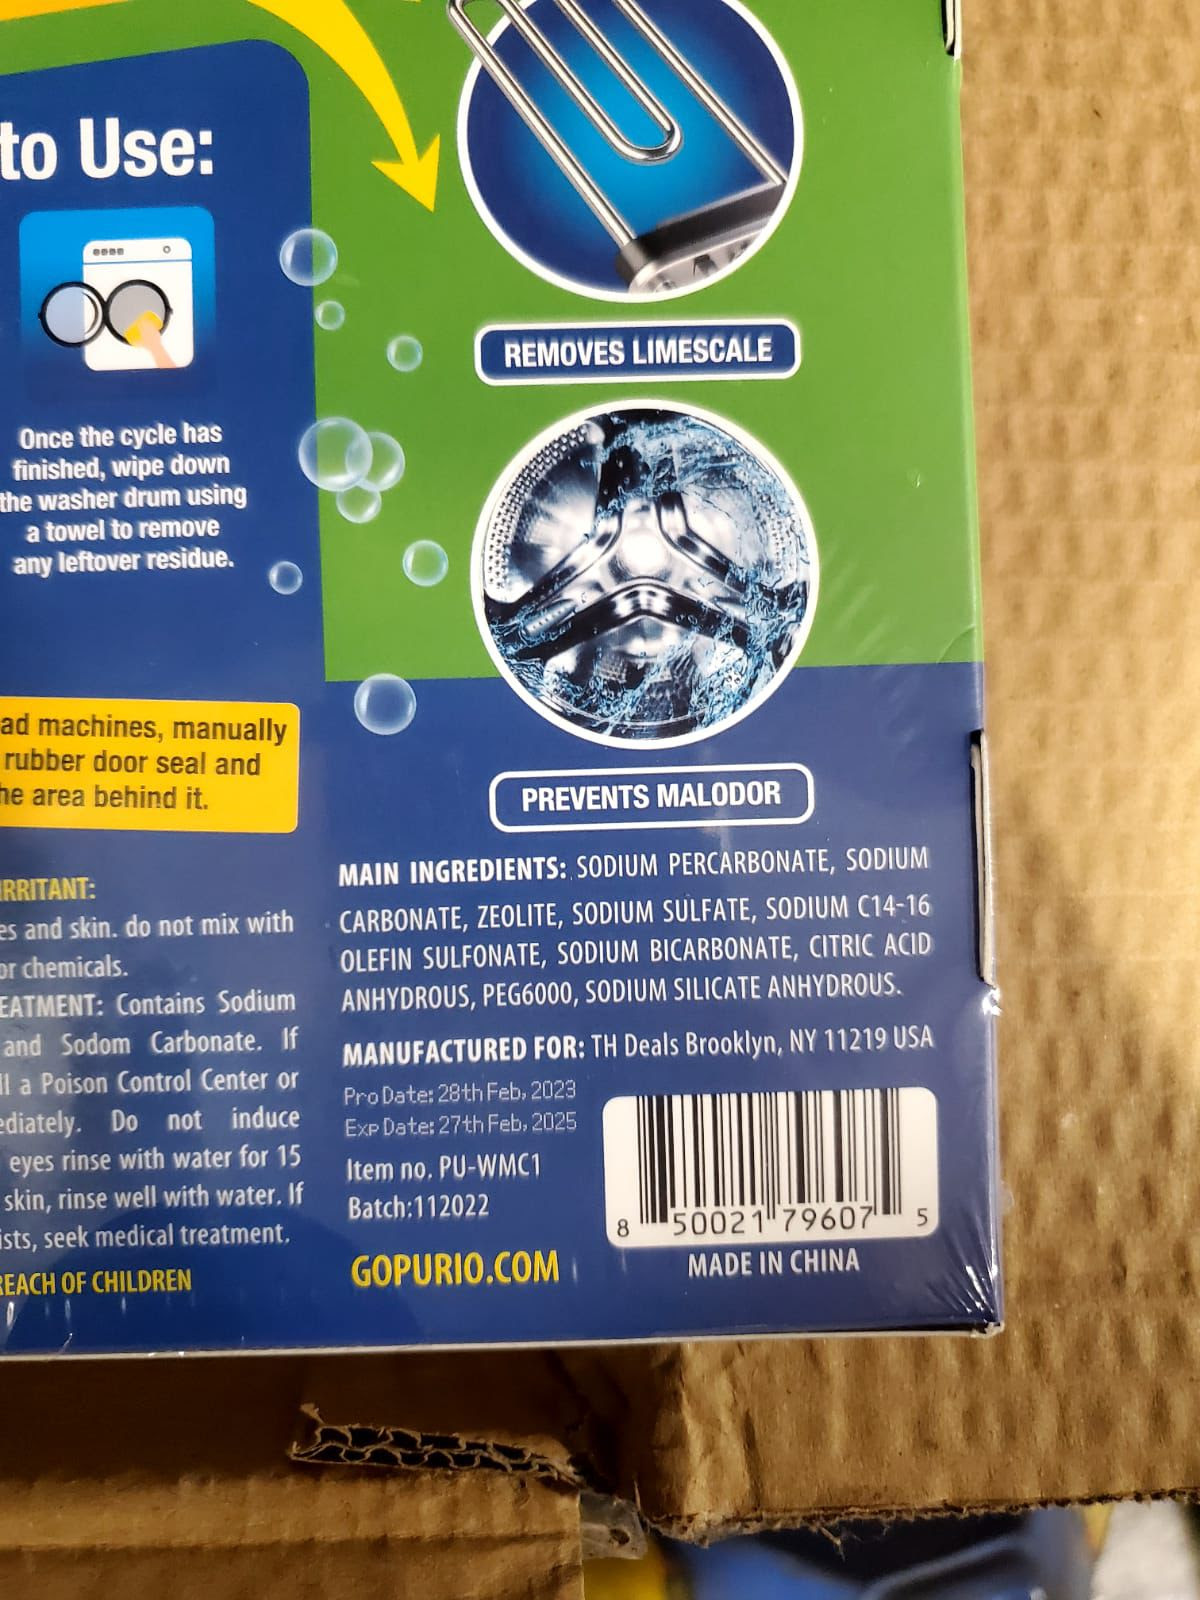 to Use:
Once the cycle has
finished, wipe down
the washer drum using
a towel to remove
any leftover residue.
ad machines, manually
rubber door seal and
he area behind it.
IRRITANT:
es and skin. do not mix with
or chemicals.
EATMENT: Contains Sodium
and Sodom Carbonate. If
ll a Poison Control Center or
ediately. Do not induce
eyes rinse with water for 15
skin, rinse well with water. If
ists, seek medical treatment.
REACH OF CHILDREN
REMOVES LIMESCALE
PREVENTS MALODOR
MAIN INGREDIENTS: SODIUM PERCARBONATE, SODIUM
CARBONATE, ZEOLITE, SODIUM SULFATE, SODIUM C14-16
OLEFIN SULFONATE, SODIUM BICARBONATE, CITRIC ACID
ANHYDROUS, PEG6000, SODIUM SILICATE ANHYDROUS.
MANUFACTURED FOR: TH Deals Brooklyn, NY 11219 USA
Pro Date: 28th Feb, 2023
Exp Date: 27th Feb, 2025
Item no. PU-WMC1
Batch:112022
GOPURIO.COM
8 50021 79607 5
MADE IN CHINA